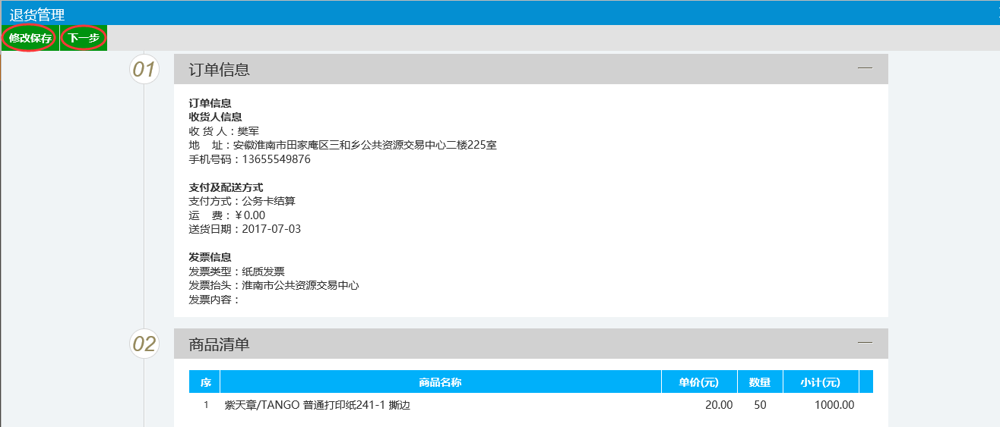 退货管理
修改保存 下一步
01 订单信息
订单信息
收货人信息
收 货 人：樊军
地 址：安徽淮南市田家庵区三和乡公共资源交易中心二楼225室
手机号码：13655549876
支付及配送方式
支付方式：公务卡结算
运 费：￥0.00
送货日期：2017-07-03
发票信息
发票类型：纸质发票
发票抬头：淮南市公共资源交易中心
发票内容：
02 商品清单
序 商品名称 单价(元) 数量 小计(元)
1 紫天章/TANGO 普通打印纸241-1 撕边 20.00 50 1000.00